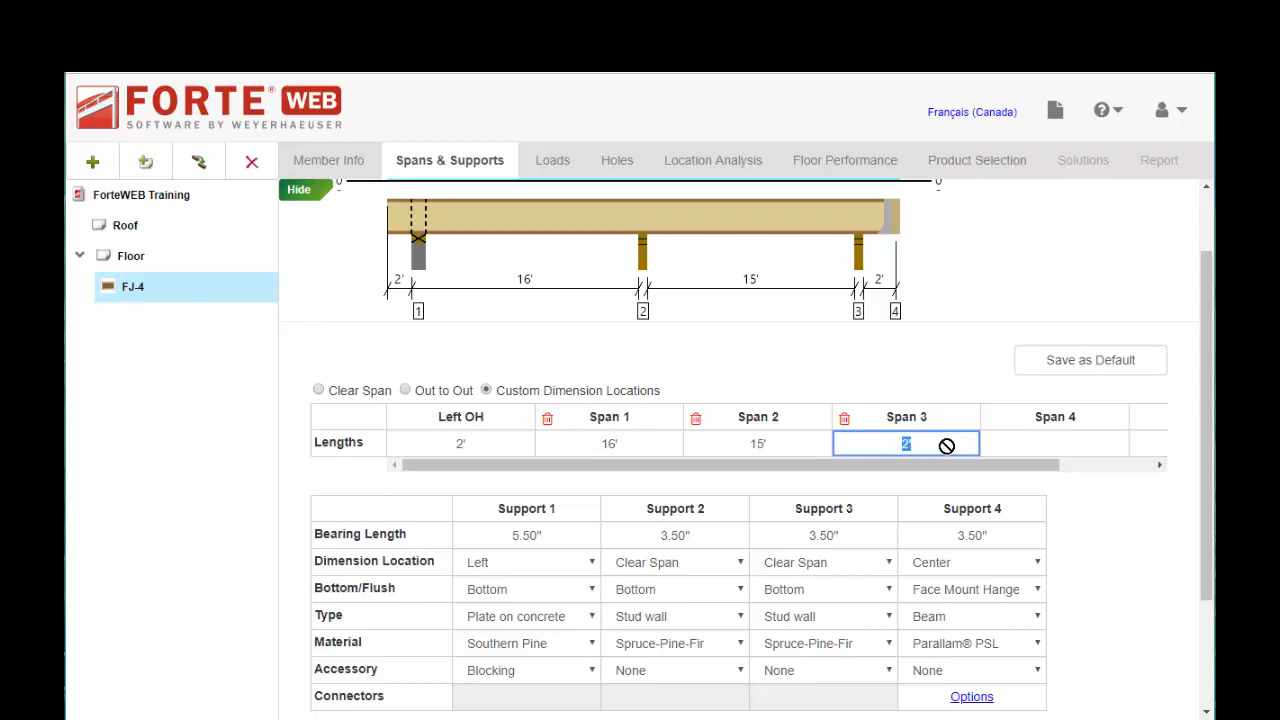 FORTE® WEB
SOFTWARE BY WEYERHAEUSER
Français (Canada)
Member Info Spans & Supports Loads Holes Location Analysis Floor Performance Product Selection Solutions Report
ForteWEB Training
Roof
Floor
FJ-4
Hide
2' 16' 15' 2'
1 2 3 4
Save as Default
Clear Span Out to Out Custom Dimension Locations
Left OH Span 1 Span 2 Span 3 Span 4
Lengths 2' 16' 15' 2'
Support 1 Support 2 Support 3 Support 4
Bearing Length 5.50" 3.50" 3.50" 3.50"
Dimension Location Left Clear Span Clear Span Center
Bottom/Flush Bottom Bottom Bottom Face Mount Hange
Type Plate on concrete Stud wall Stud wall Beam
Material Southern Pine Spruce-Pine-Fir Spruce-Pine-Fir Parallam® PSL
Accessory Blocking None None None
Connectors Options